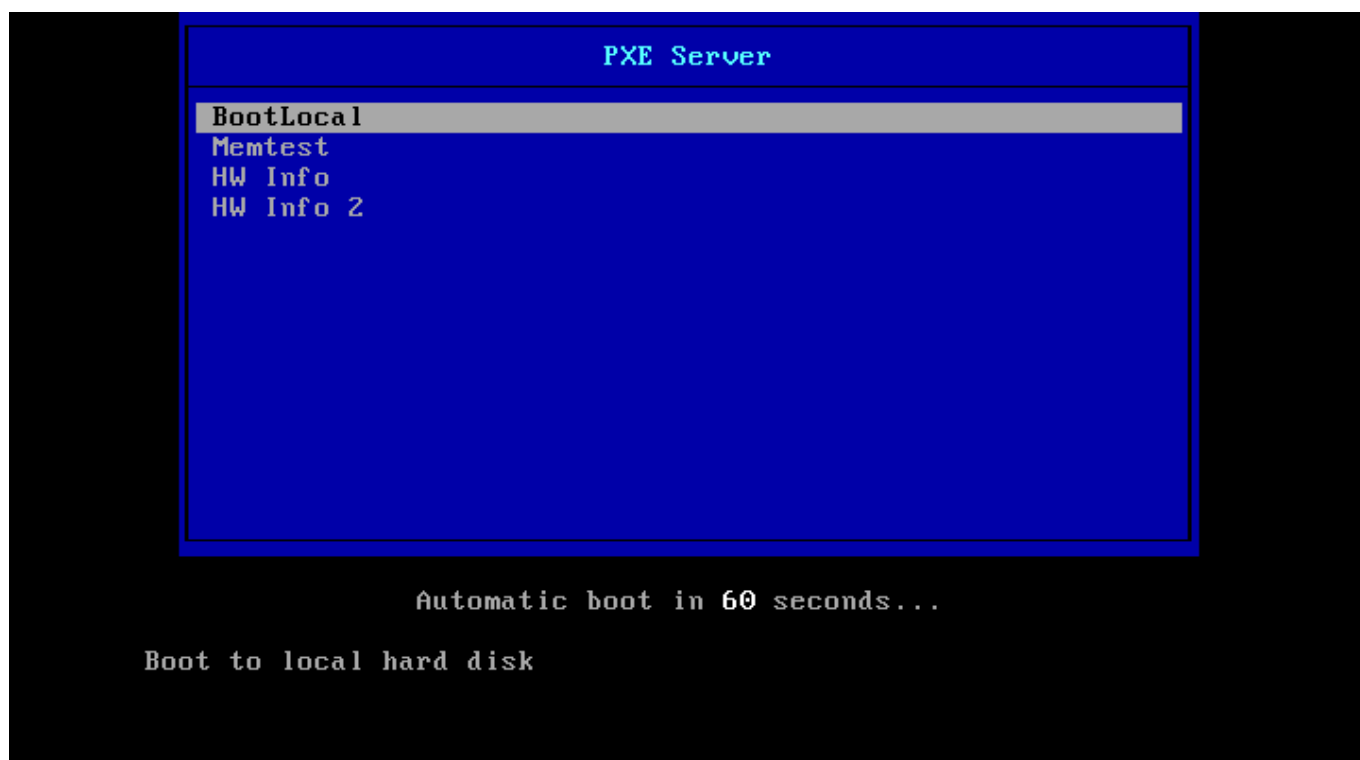 PXE Server
BootLocal
Memtest
HW Info
HW Info 2
Automatic boot in 60 seconds...
Boot to local hard disk